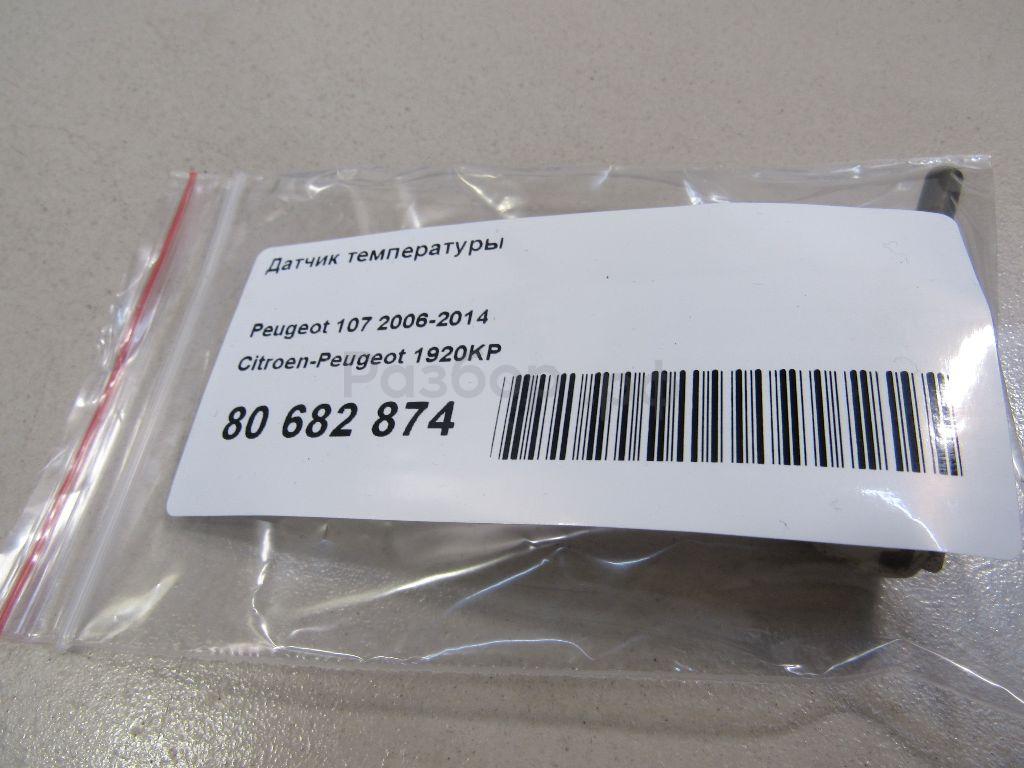 Датчик температуры
Peugeot 107 2006-2014
Citroen-Peugeot 1920KP
80 682 874